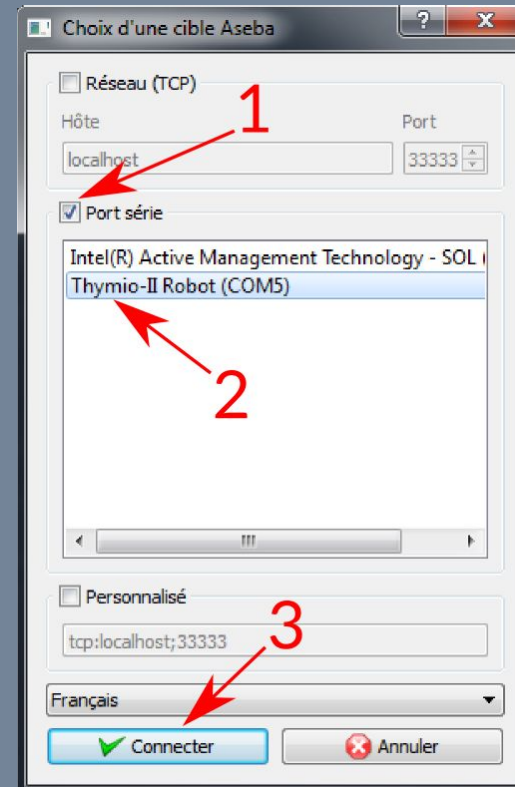 Choix d'une cible Aseba
?
X
Réseau (TCP)
1
Hôte
Port
localhost
33333
Port série
Intel(R) Active Management Technology - SOL (
Thymio-II Robot (COM5)
2
Personnalisé
3
tcp:localhost;33333
Français
Connecter
Annuler